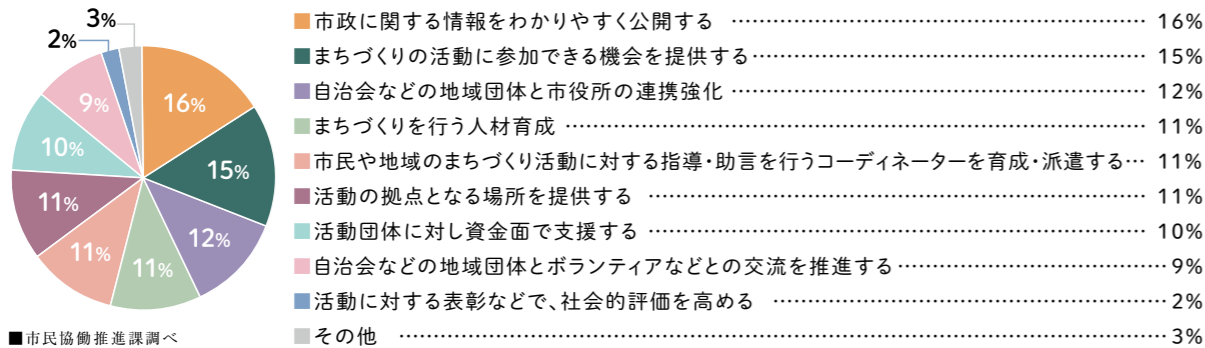 3%
2%
16%
15%
12%
11%
11%
11%
10%
9%
■市民協働推進課調べ
■市政に関する情報をわかりやすく公開する ………… 16%
■まちづくりの活動に参加できる機会を提供する ………… 15%
■自治会などの地域団体と市役所の連携強化 ………… 12%
■まちづくりを行う人材育成 ………… 11%
■市民や地域のまちづくり活動に対する指導・助言を行うコーディネーターを育成・派遣する… 11%
■活動の拠点となる場所を提供する ………… 11%
■活動団体に対し資金面で支援する ………… 10%
■自治会などの地域団体とボランティアなどとの交流を推進する ………… 9%
■活動に対する表彰などで、社会的評価を高める ………… 2%
■その他 ………… 3%